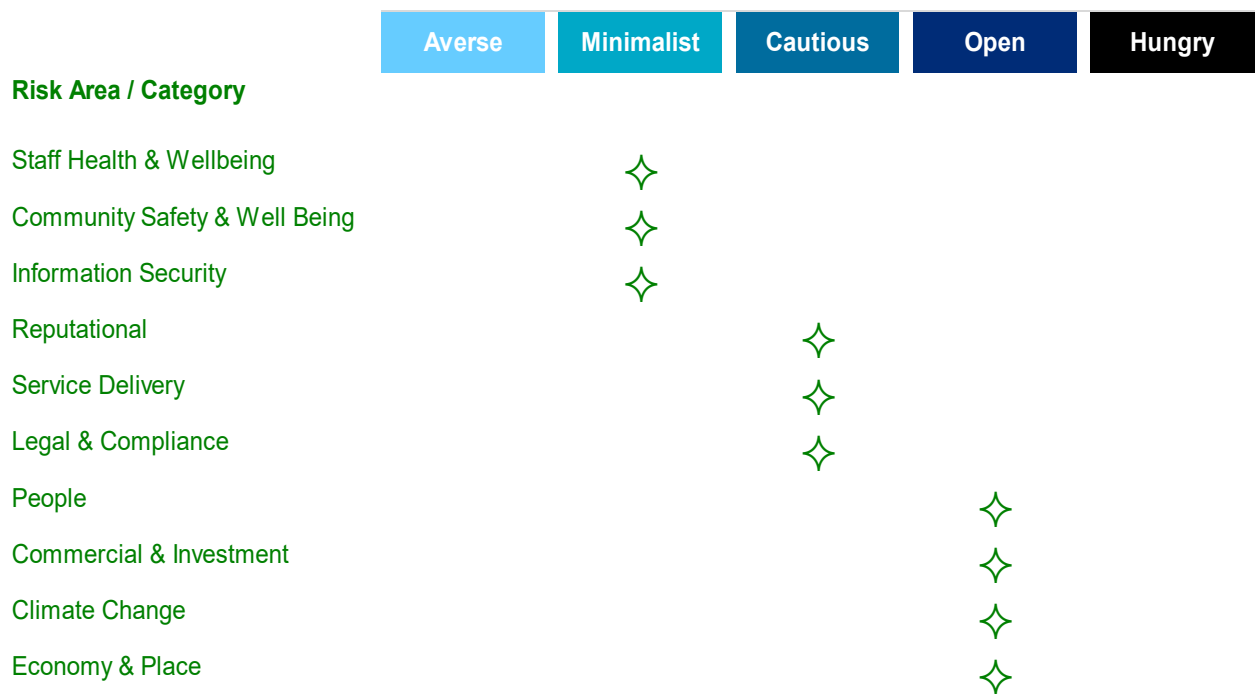 Averse Minimalist Cautious Open Hungry
Risk Area / Category
Staff Health & Wellbeing
Community Safety & Well Being
Information Security
Reputational
Service Delivery
Legal & Compliance
People
Commercial & Investment
Climate Change
Economy & Place